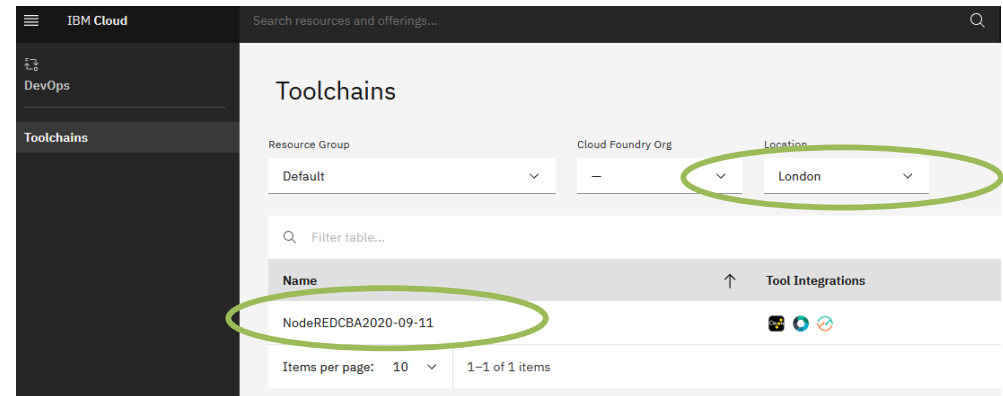 IBM Cloud
Search resources and offerings...
DevOps
Toolchains
Toolchains
Resource Group
Cloud Foundry Org
Location
Default
–
London
Filter table...
Name
Tool Integrations
NodeREDCBA2020-09-11
Items per page: 10
1–1 of 1 items